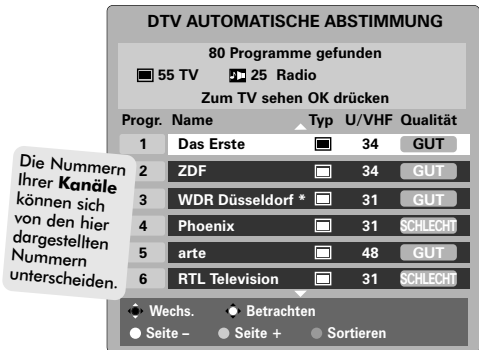 DTV AUTOMATISCHE ABSTIMMUNG
80 Programme gefunden
55 TV 25 Radio
Zum TV sehen OK drücken
Progr. Name Typ U/VHF Qualität
1 Das Erste 34 GUT
2 ZDF 34 GUT
3 WDR Düsseldorf * 31 GUT
4 Phoenix 31 SCHLECHT
5 arte 48 GUT
6 RTL Television 31 SCHLECHT
Wechs. Betrachten
Seite – Seite + Sortieren
Die Nummern
Ihrer Kanäle
können sich
von den hier
dargestellten
Nummern
unterscheiden.